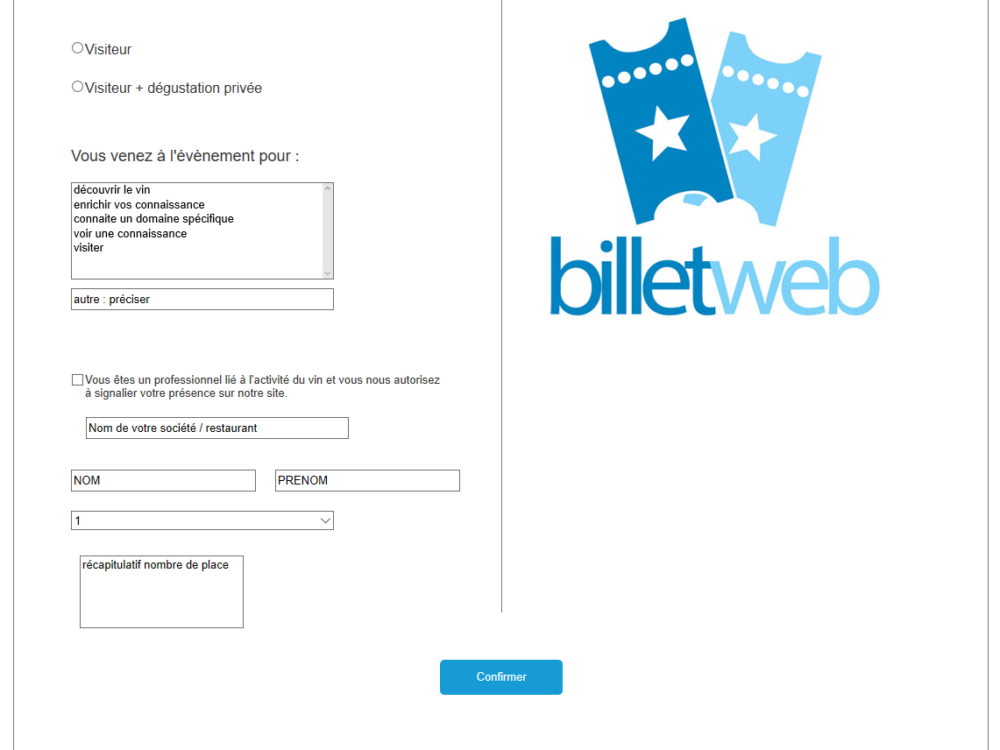 Visiteur
Visiteur + dégustation privée
Vous venez à l'évènement pour :
découvrir le vin
enrichir vos connaissance
connaite un domaine spécifique
voir une connaissance
visiter
autre : préciser
Vous êtes un professionnel lié à l'activité du vin et vous nous autorisez
à signalier votre présence sur notre site.
Nom de votre société / restaurant
NOM PRENOM
1
récapitulatif nombre de place
billetweb
Confirmer